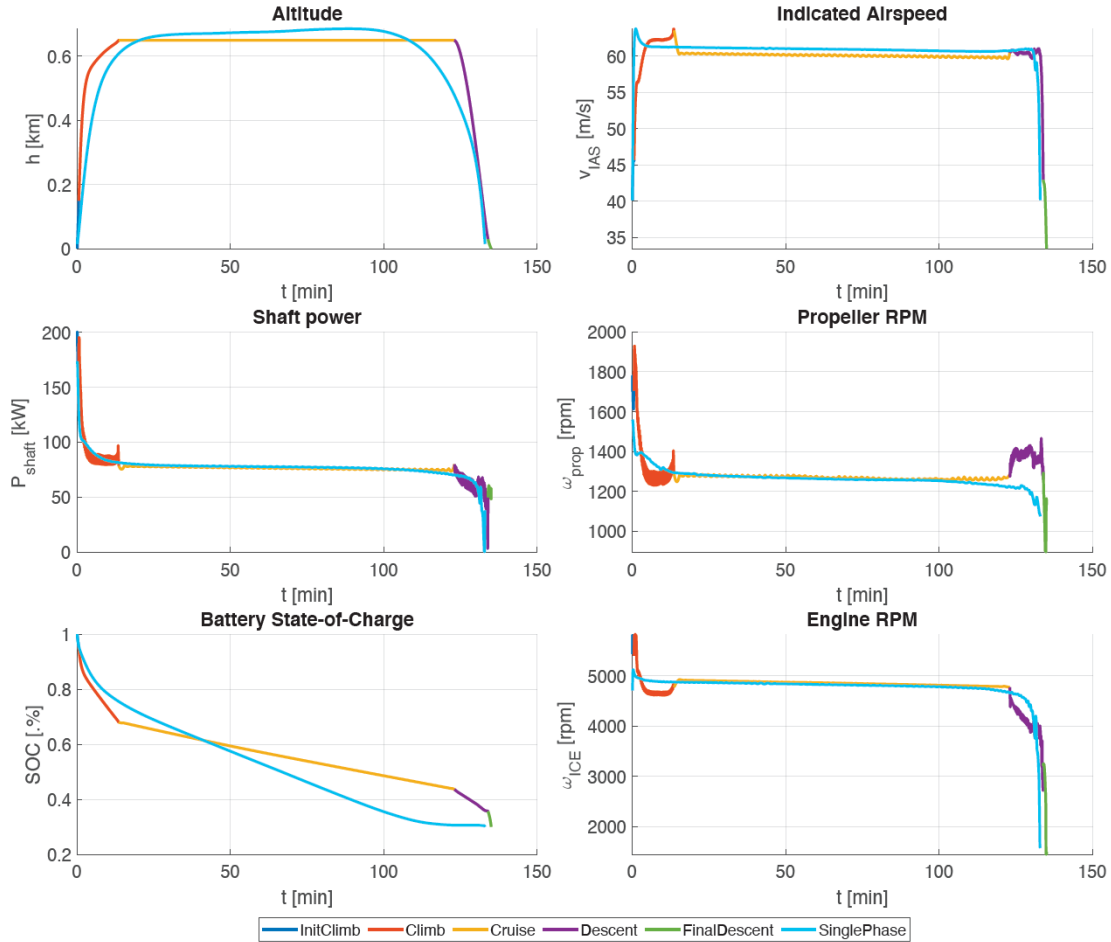 Altitude
h [km]
0.6
0.4
0.2
0
0 50 100 150
t [min]
Indicated Airspeed
v_IAS [m/s]
60
55
50
45
40
35
0 50 100 150
t [min]
Shaft power
P_shaft [kW]
200
150
100
50
0
0 50 100 150
t [min]
Propeller RPM
ω_prop [rpm]
2000
1800
1600
1400
1200
1000
0 50 100 150
t [min]
Battery State-of-Charge
SOC [.%]
1
0.8
0.6
0.4
0.2
0 50 100 150
t [min]
Engine RPM
ω_ICE [rpm]
5000
4000
3000
2000
0 50 100 150
t [min]
InitClimb Climb Cruise Descent FinalDescent SinglePhase